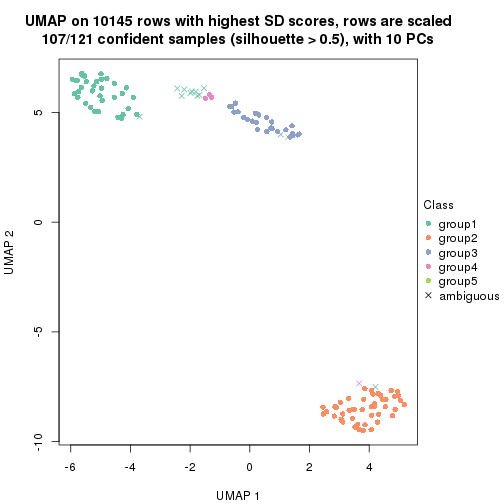 UMAP on 10145 rows with highest SD scores, rows are scaled
107/121 confident samples (silhouette > 0.5), with 10 PCs
UMAP 2
5
0
-5
-10
-6
-4
-2
0
2
4
UMAP 1
Class
group1
group2
group3
group4
group5
ambiguous